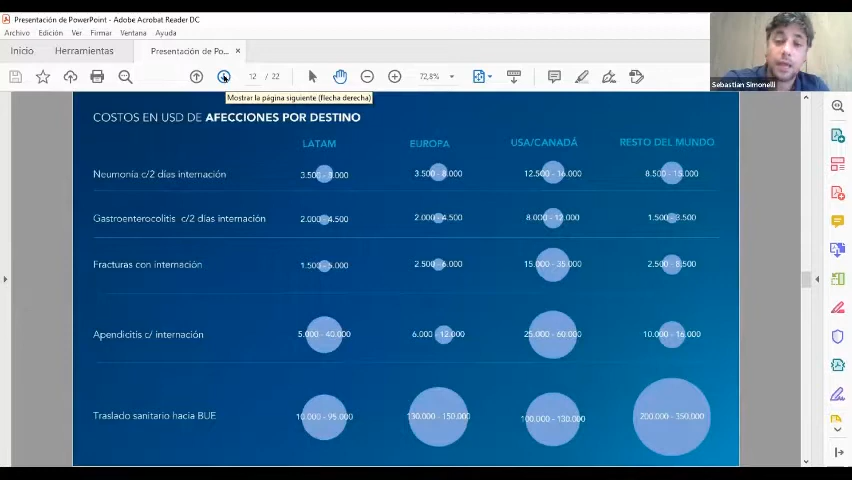 Presentación de PowerPoint - Adobe Acrobat Reader DC
Archivo Edición Ver Firmar Ventana Ayuda
Inicio Herramientas Presentación de Po... ×
12 / 22 72,8%
Mostrar la página siguiente (flecha derecha)
Sebastian Simonelli
COSTOS EN USD DE AFECCIONES POR DESTINO
LATAM EUROPA USA/CANADÁ RESTO DEL MUNDO
Neumonía c/2 días internación 3.500 - 8.000 3.500 - 8.000 12.500 - 16.000 8.500 - 15.000
Gastroenterocolitis c/2 días internación 2.000 - 4.500 2.000 - 4.500 8.000 - 12.000 1.500 - 3.500
Fracturas con internación 1.500 - 5.000 2.500 - 6.000 15.000 - 35.000 2.500 - 8.500
Apendicitis c/ internación 5.000 - 40.000 6.000 - 12.000 25.000 - 60.000 10.000 - 16.000
Traslado sanitario hacia BUE 10.000 - 95.000 130.000 - 150.000 100.000 - 130.000 200.000 - 350.000